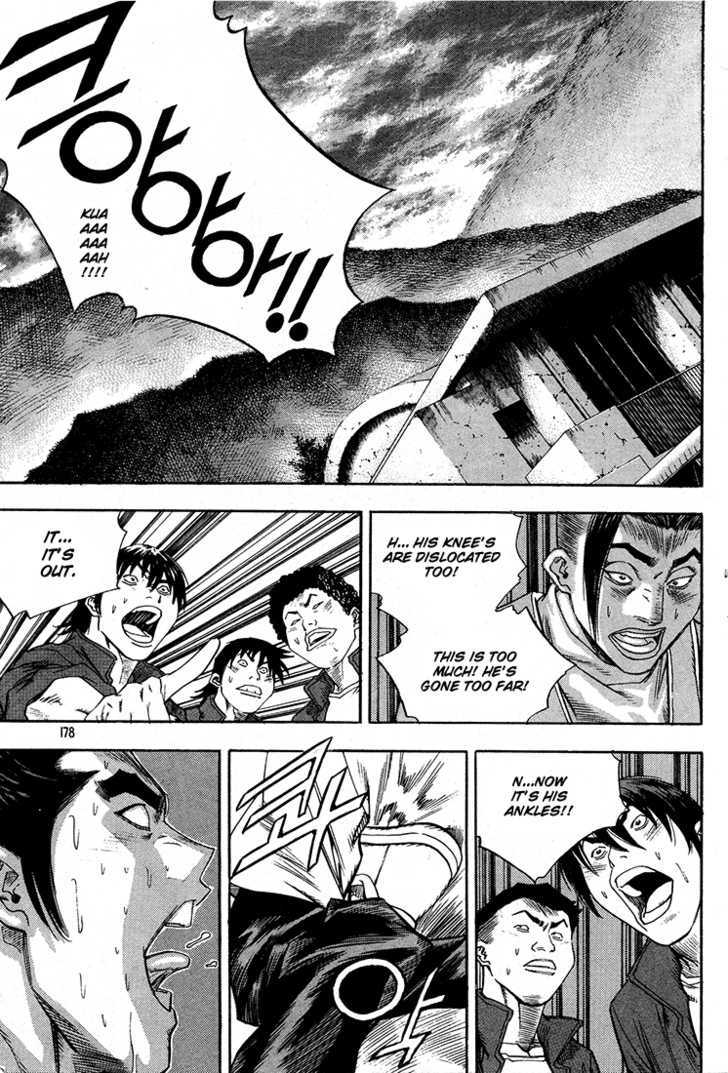 크아
아아
아!!
KUA
AAA
AAA
AAH
!!!!
IT...
IT'S
OUT.
H... HIS KNEE'S
ARE DISLOCATED
TOO!
THIS IS TOO
MUCH! HE'S
GONE TOO FAR!
178
N...NOW
IT'S HIS
ANKLES!!